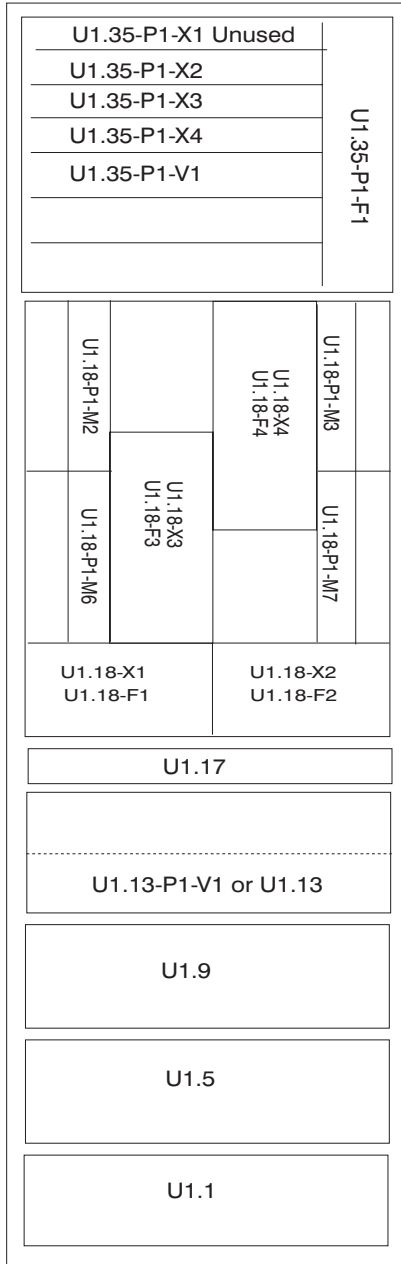 U1.35-P1-X1 Unused
U1.35-P1-X2
U1.35-P1-X3
U1.35-P1-X4
U1.35-P1-V1
U1.35-P1-F1
U1.18-P1-M2
U1.18-X4
U1.18-F4
U1.18-P1-M3
U1.18-P1-M6
U1.18-X3
U1.18-F3
U1.18-P1-M7
U1.18-X1
U1.18-F1
U1.18-X2
U1.18-F2
U1.17
U1.13-P1-V1 or U1.13
U1.9
U1.5
U1.1